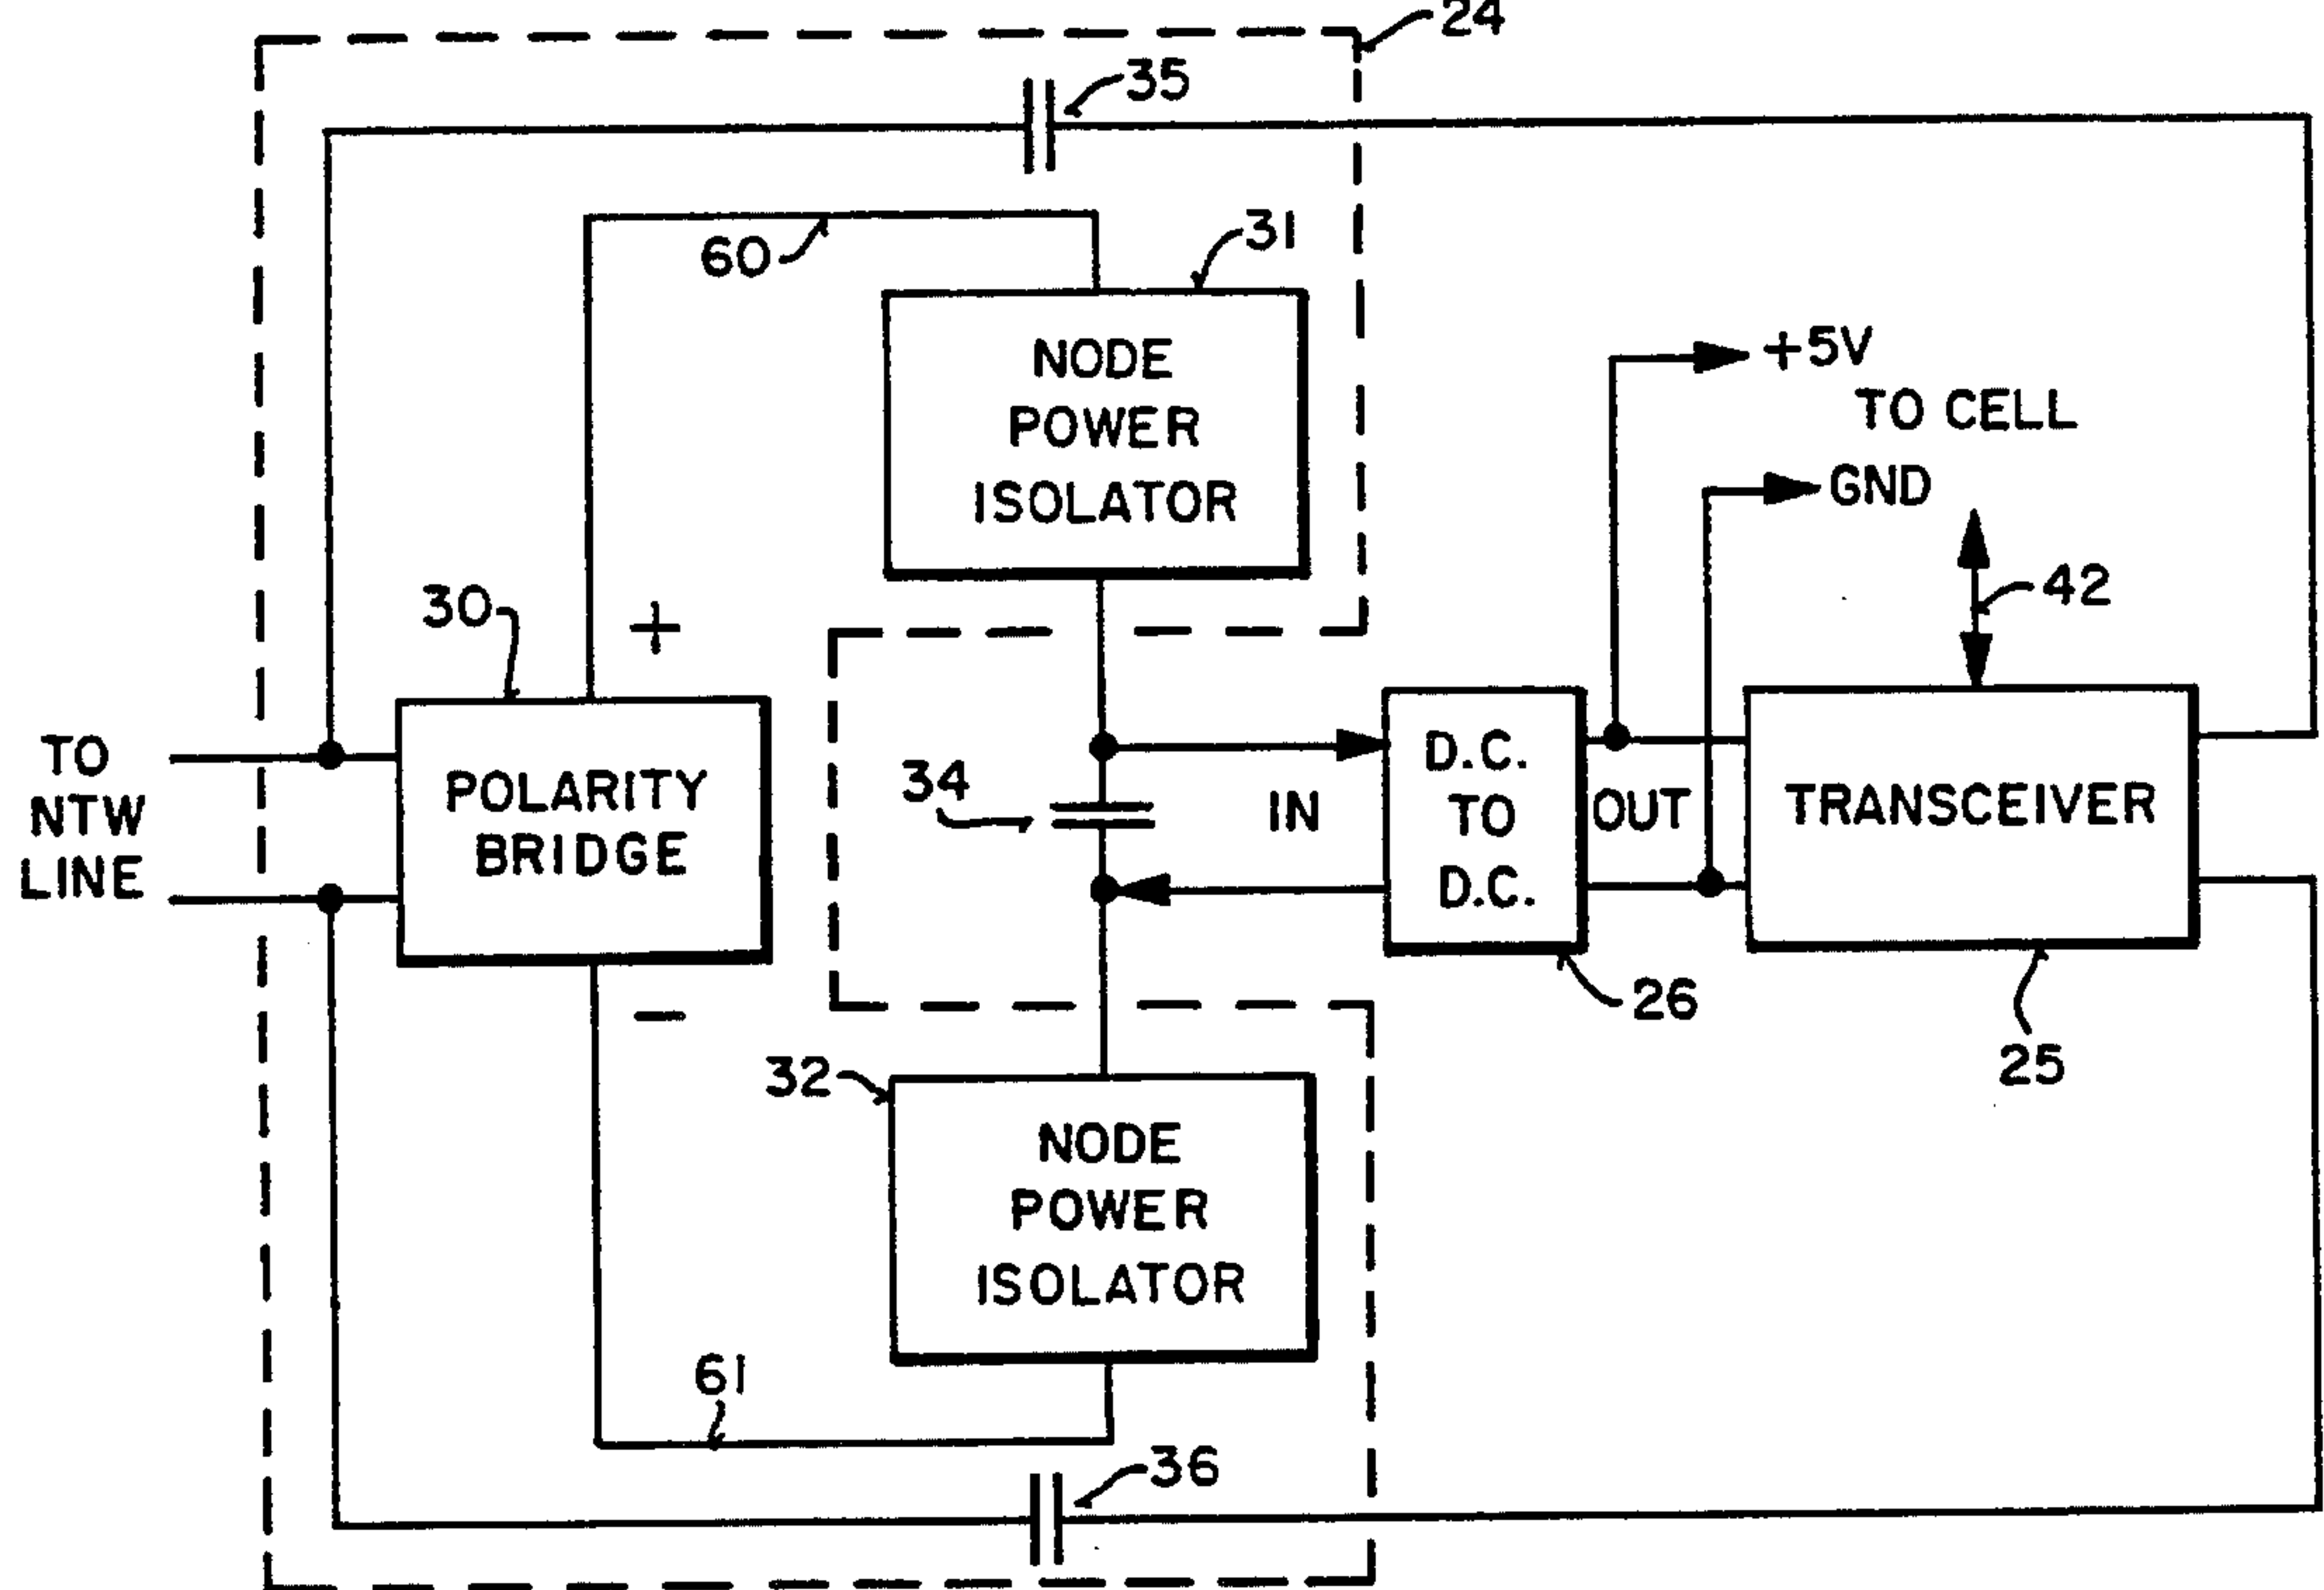 24
35
60
31
NODE
POWER
ISOLATOR
+5V
TO CELL
GND
30
+
42
TO
NTW
LINE
POLARITY
BRIDGE
34
IN
D.C.
TO
D.C.
OUT
TRANSCEIVER
26
25
−
32
NODE
POWER
ISOLATOR
61
36